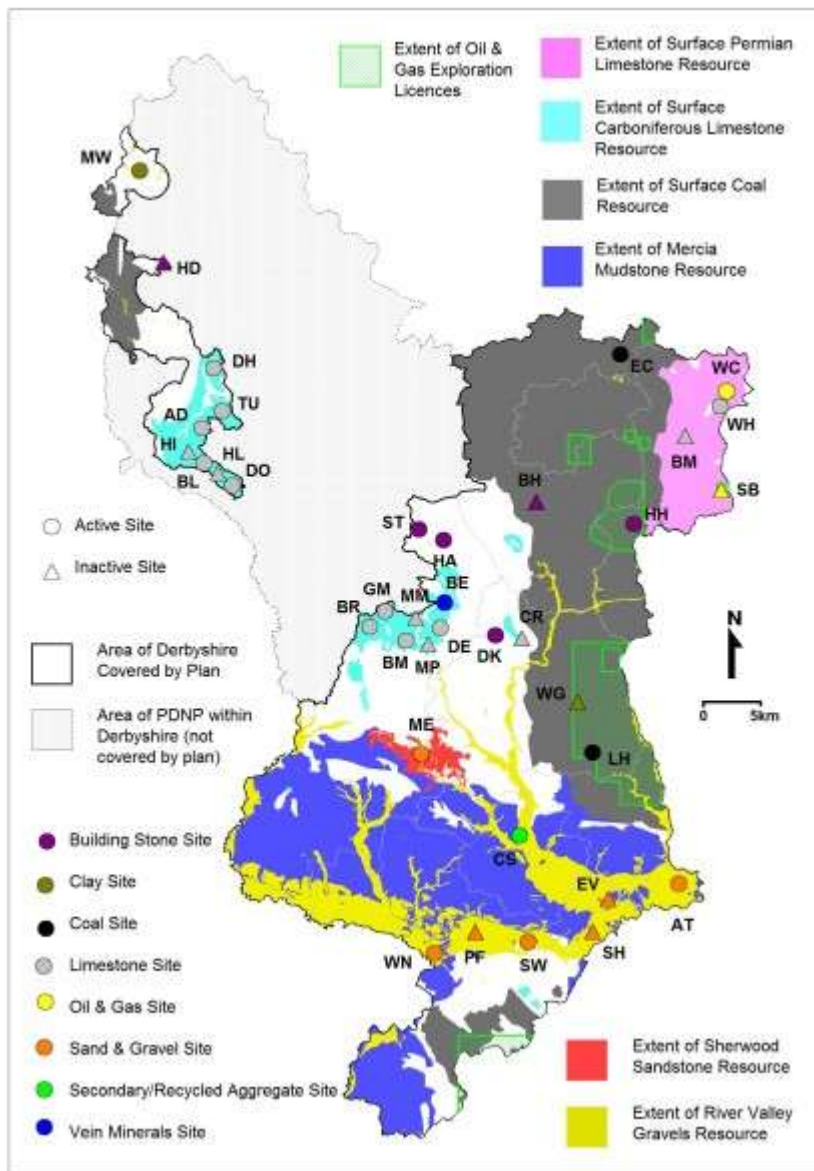 Extent of Oil &
Gas Exploration
Licences
Extent of Surface Permian
Limestone Resource
Extent of Surface
Carboniferous Limestone
Resource
Extent of Surface Coal
Resource
Extent of Mercia
Mudstone Resource
MW
HD
DH
TU
AD
HI
HL
BL
DO
EC
WC
WH
BM
SB
BH
HH
Active Site
Inactive Site
ST
HA
BE
GM
MM
BR
BM
MP
DE
DK
CR
N
0
5km
Area of Derbyshire
Covered by Plan
Area of PDNP within
Derbyshire (not
covered by plan)
WG
ME
LH
CS
EV
AT
WN
PF
SW
SH
Building Stone Site
Clay Site
Coal Site
Limestone Site
Oil & Gas Site
Sand & Gravel Site
Secondary/Recycled Aggregate Site
Vein Minerals Site
Extent of Sherwood
Sandstone Resource
Extent of River Valley
Gravels Resource